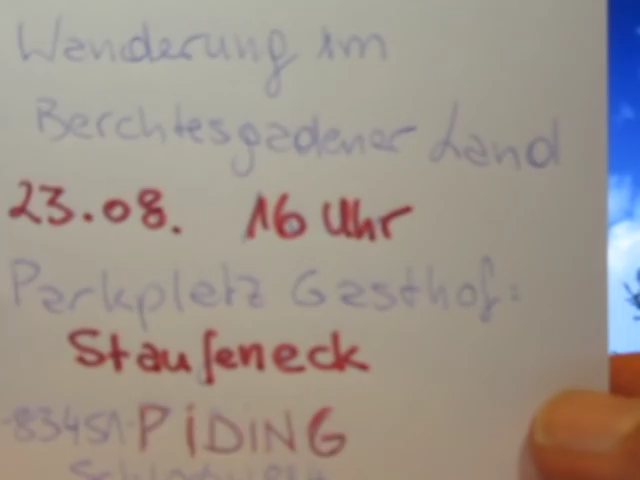 Wanderung im
Berchtesgadener Land
23.08. 16 Uhr
Parkplatz Gasthof:
Staufeneck
83451 PiDiNG